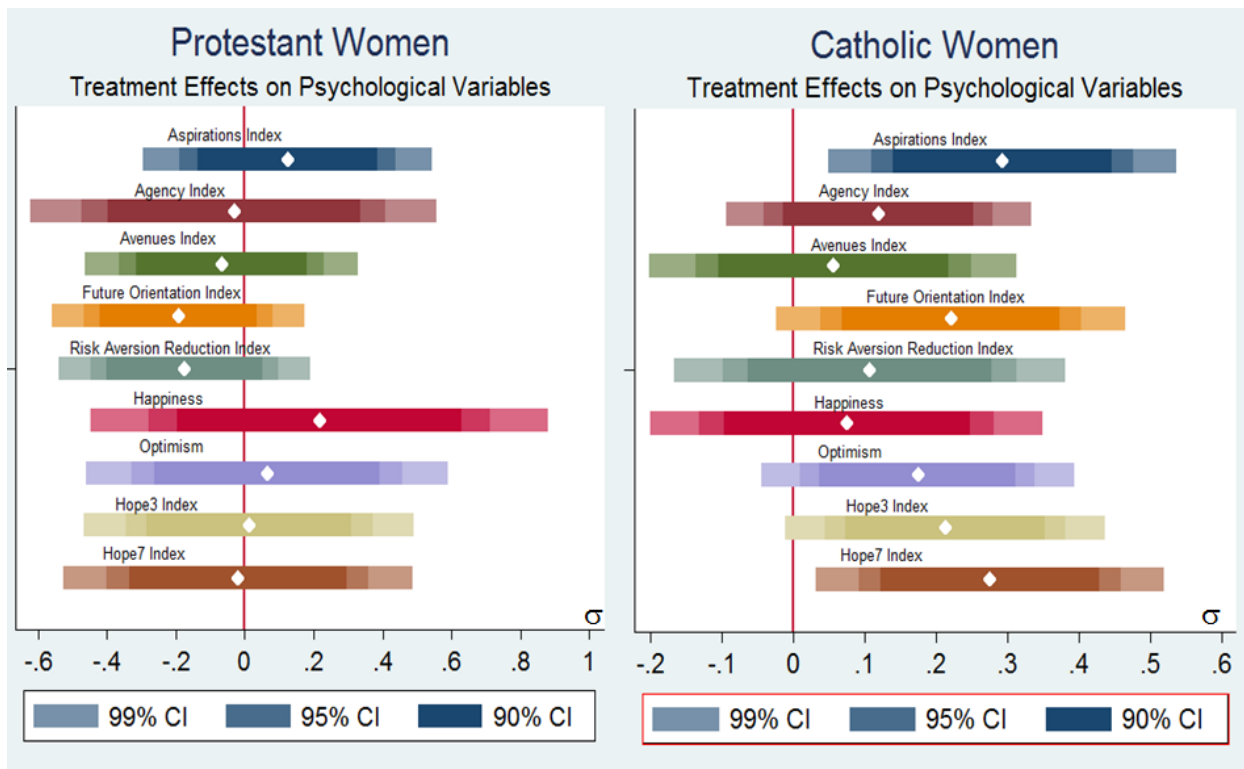 Protestant Women
Treatment Effects on Psychological Variables
Aspirations Index
Agency Index
Avenues Index
Future Orientation Index
Risk Aversion Reduction Index
Happiness
Optimism
Hope3 Index
Hope7 Index
σ
-.6 -.4 -.2 0 .2 .4 .6 .8 1
99% CI 95% CI 90% CI
Catholic Women
Treatment Effects on Psychological Variables
Aspirations Index
Agency Index
Avenues Index
Future Orientation Index
Risk Aversion Reduction Index
Happiness
Optimism
Hope3 Index
Hope7 Index
σ
-.2 -.1 0 .1 .2 .3 .4 .5 .6
99% CI 95% CI 90% CI